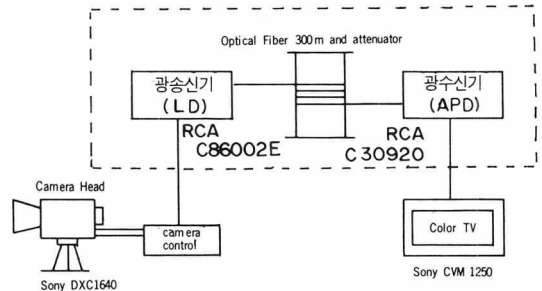 Optical Fiber 300m and attenuator
광송신기
(LD)
RCA
C86002E
광수신기
(APD)
RCA
C30920
Camera Head
camera
control
Sony DXC1640
Color TV
Sony CVM 1250